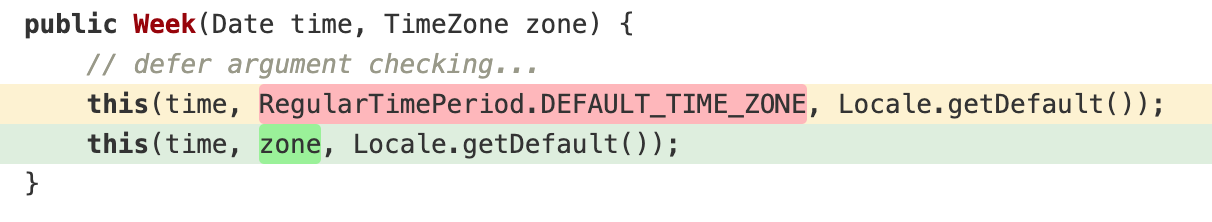 public Week(Date time, TimeZone zone) {
// defer argument checking...
this(time, RegularTimePeriod.DEFAULT_TIME_ZONE, Locale.getDefault());
this(time, zone, Locale.getDefault());
}